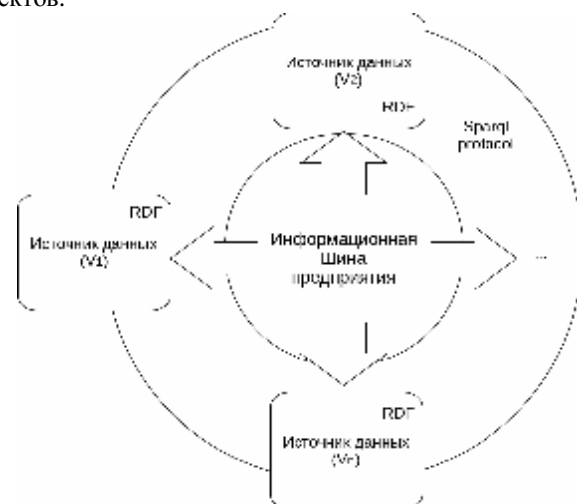 ектов.
Источник данных
(V2)
RDF
Sparql
protocol
RDF
Источник данных
(V1)
Информационная
Шина
предприятия
...
RDF
Источник данных
(Vn)